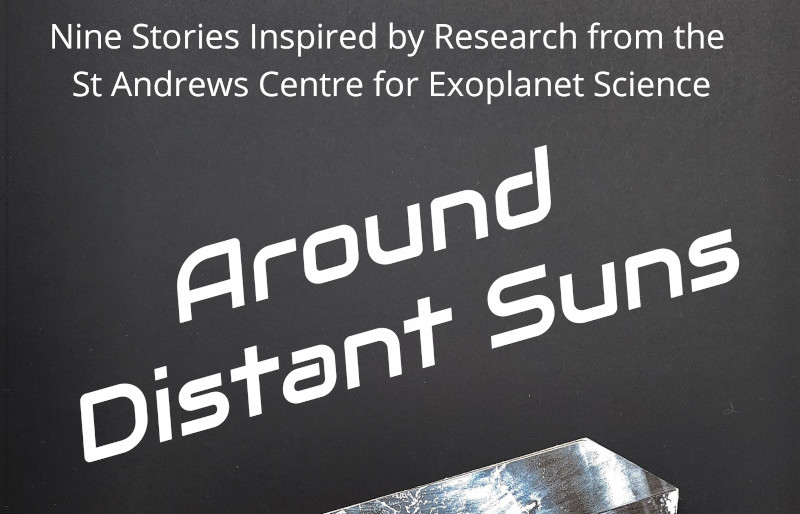 Nine Stories Inspired by Research from the
St Andrews Centre for Exoplanet Science
Around
Distant Suns